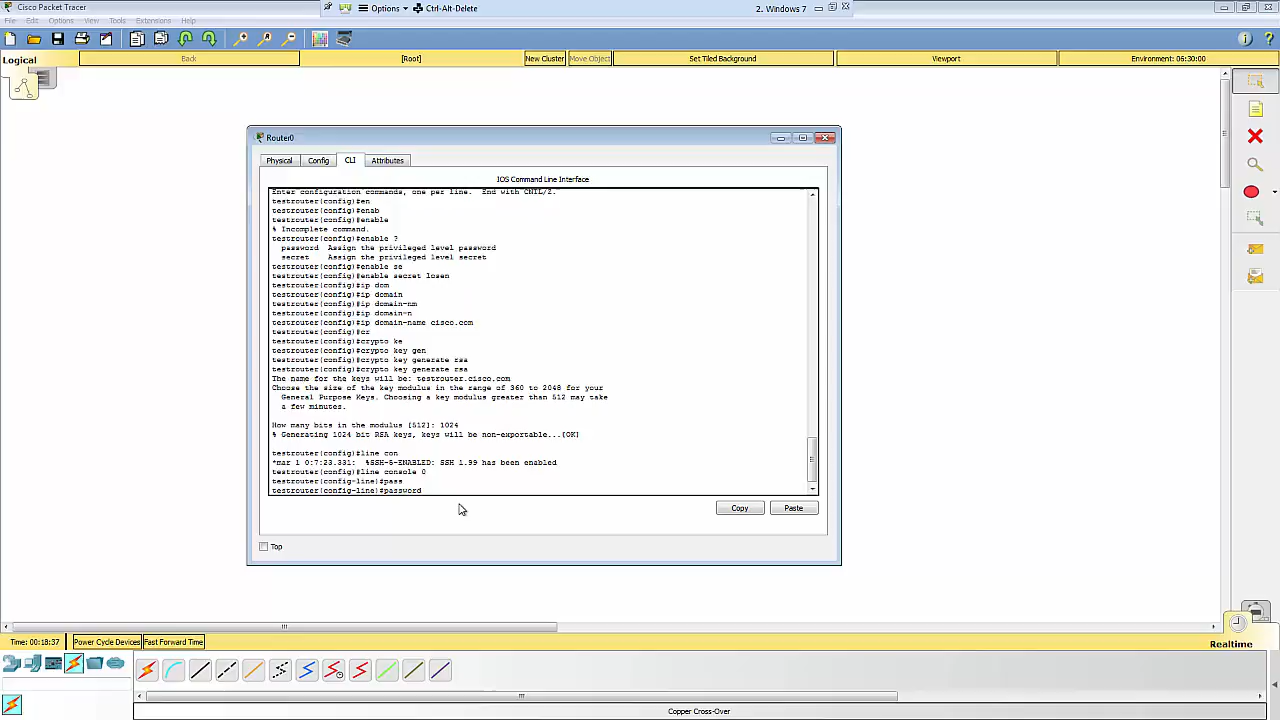 Cisco Packet Tracer
Options
Ctrl-Alt-Delete
2. Windows 7
File Edit Options View Tools Extensions Help
Logical
Back
[Root]
New Cluster
Move Object
Set Tiled Background
Viewport
Environment: 06:30:00
Router0
Physical
Config
CLI
Attributes
IOS Command Line Interface
Enter configuration commands, one per line. End with CNTL/Z.
testrouter(config)#en
testrouter(config)#enab
testrouter(config)#enable
% Incomplete command.
testrouter(config)#enable ?
password Assign the privileged level password
secret Assign the privileged level secret
testrouter(config)#enable se
testrouter(config)#enable secret losen
testrouter(config)#ip dom
testrouter(config)#ip domain
testrouter(config)#ip domain-nm
testrouter(config)#ip domain-n
testrouter(config)#ip domain-name cisco.com
testrouter(config)#cr
testrouter(config)#crypto ke
testrouter(config)#crypto key gen
testrouter(config)#crypto key generate rsa
testrouter(config)#crypto key generate rsa
The name for the keys will be: testrouter.cisco.com
Choose the size of the key modulus in the range of 360 to 2048 for your
General Purpose Keys. Choosing a key modulus greater than 512 may take
a few minutes.
How many bits in the modulus [512]: 1024
% Generating 1024 bit RSA keys, keys will be non-exportable...[OK]
testrouter(config)#line con
*mar 1 0:7:23.331: %SSH-5-ENABLED: SSH 1.99 has been enabled
testrouter(config)#line console 0
testrouter(config-line)#pass
testrouter(config-line)#password
Copy
Paste
Top
Time: 00:18:37
Power Cycle Devices
Fast Forward Time
Realtime
Copper Cross-Over